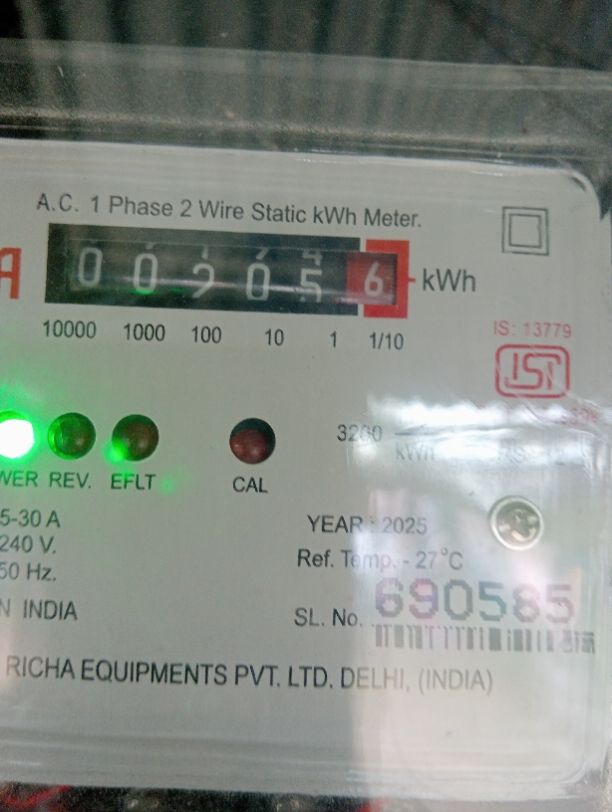 A.C. 1 Phase 2 Wire Static kWh Meter.
A 0 0 2 0 5 6 kWh
10000 1000 100 10 1 1/10
IS: 13779
ISI
3200
kWh
WER REV. EFLT CAL
5-30 A
240 V.
50 Hz.
N INDIA
YEAR : 2025
Ref. Temp. - 27°C
SL. No. 690585
RICHA EQUIPMENTS PVT. LTD. DELHI, (INDIA)